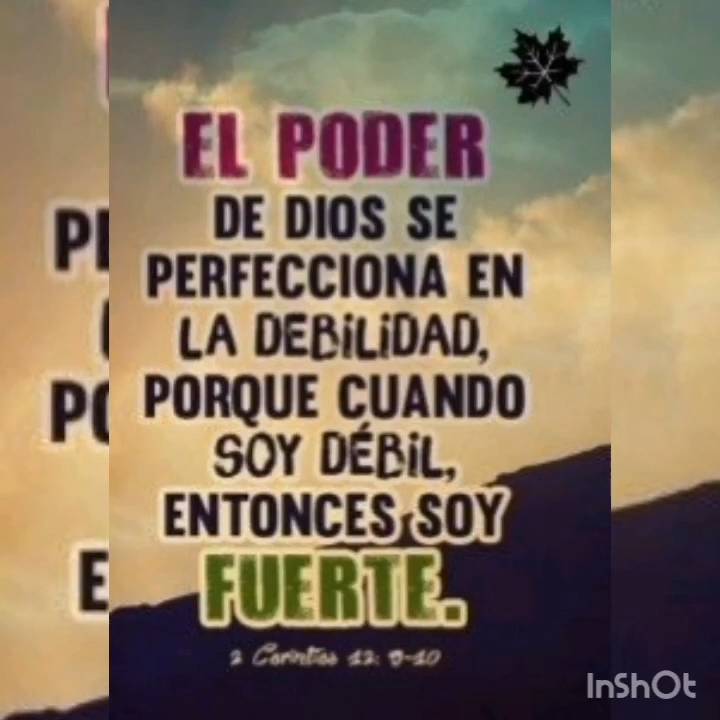 EL PODER
DE DIOS SE
PERFECCIONA EN
LA DEBILIDAD,
PORQUE CUANDO
SOY DÉBIL,
ENTONCES SOY
FUERTE.
2 Corintios 12: 9-10
InShOt